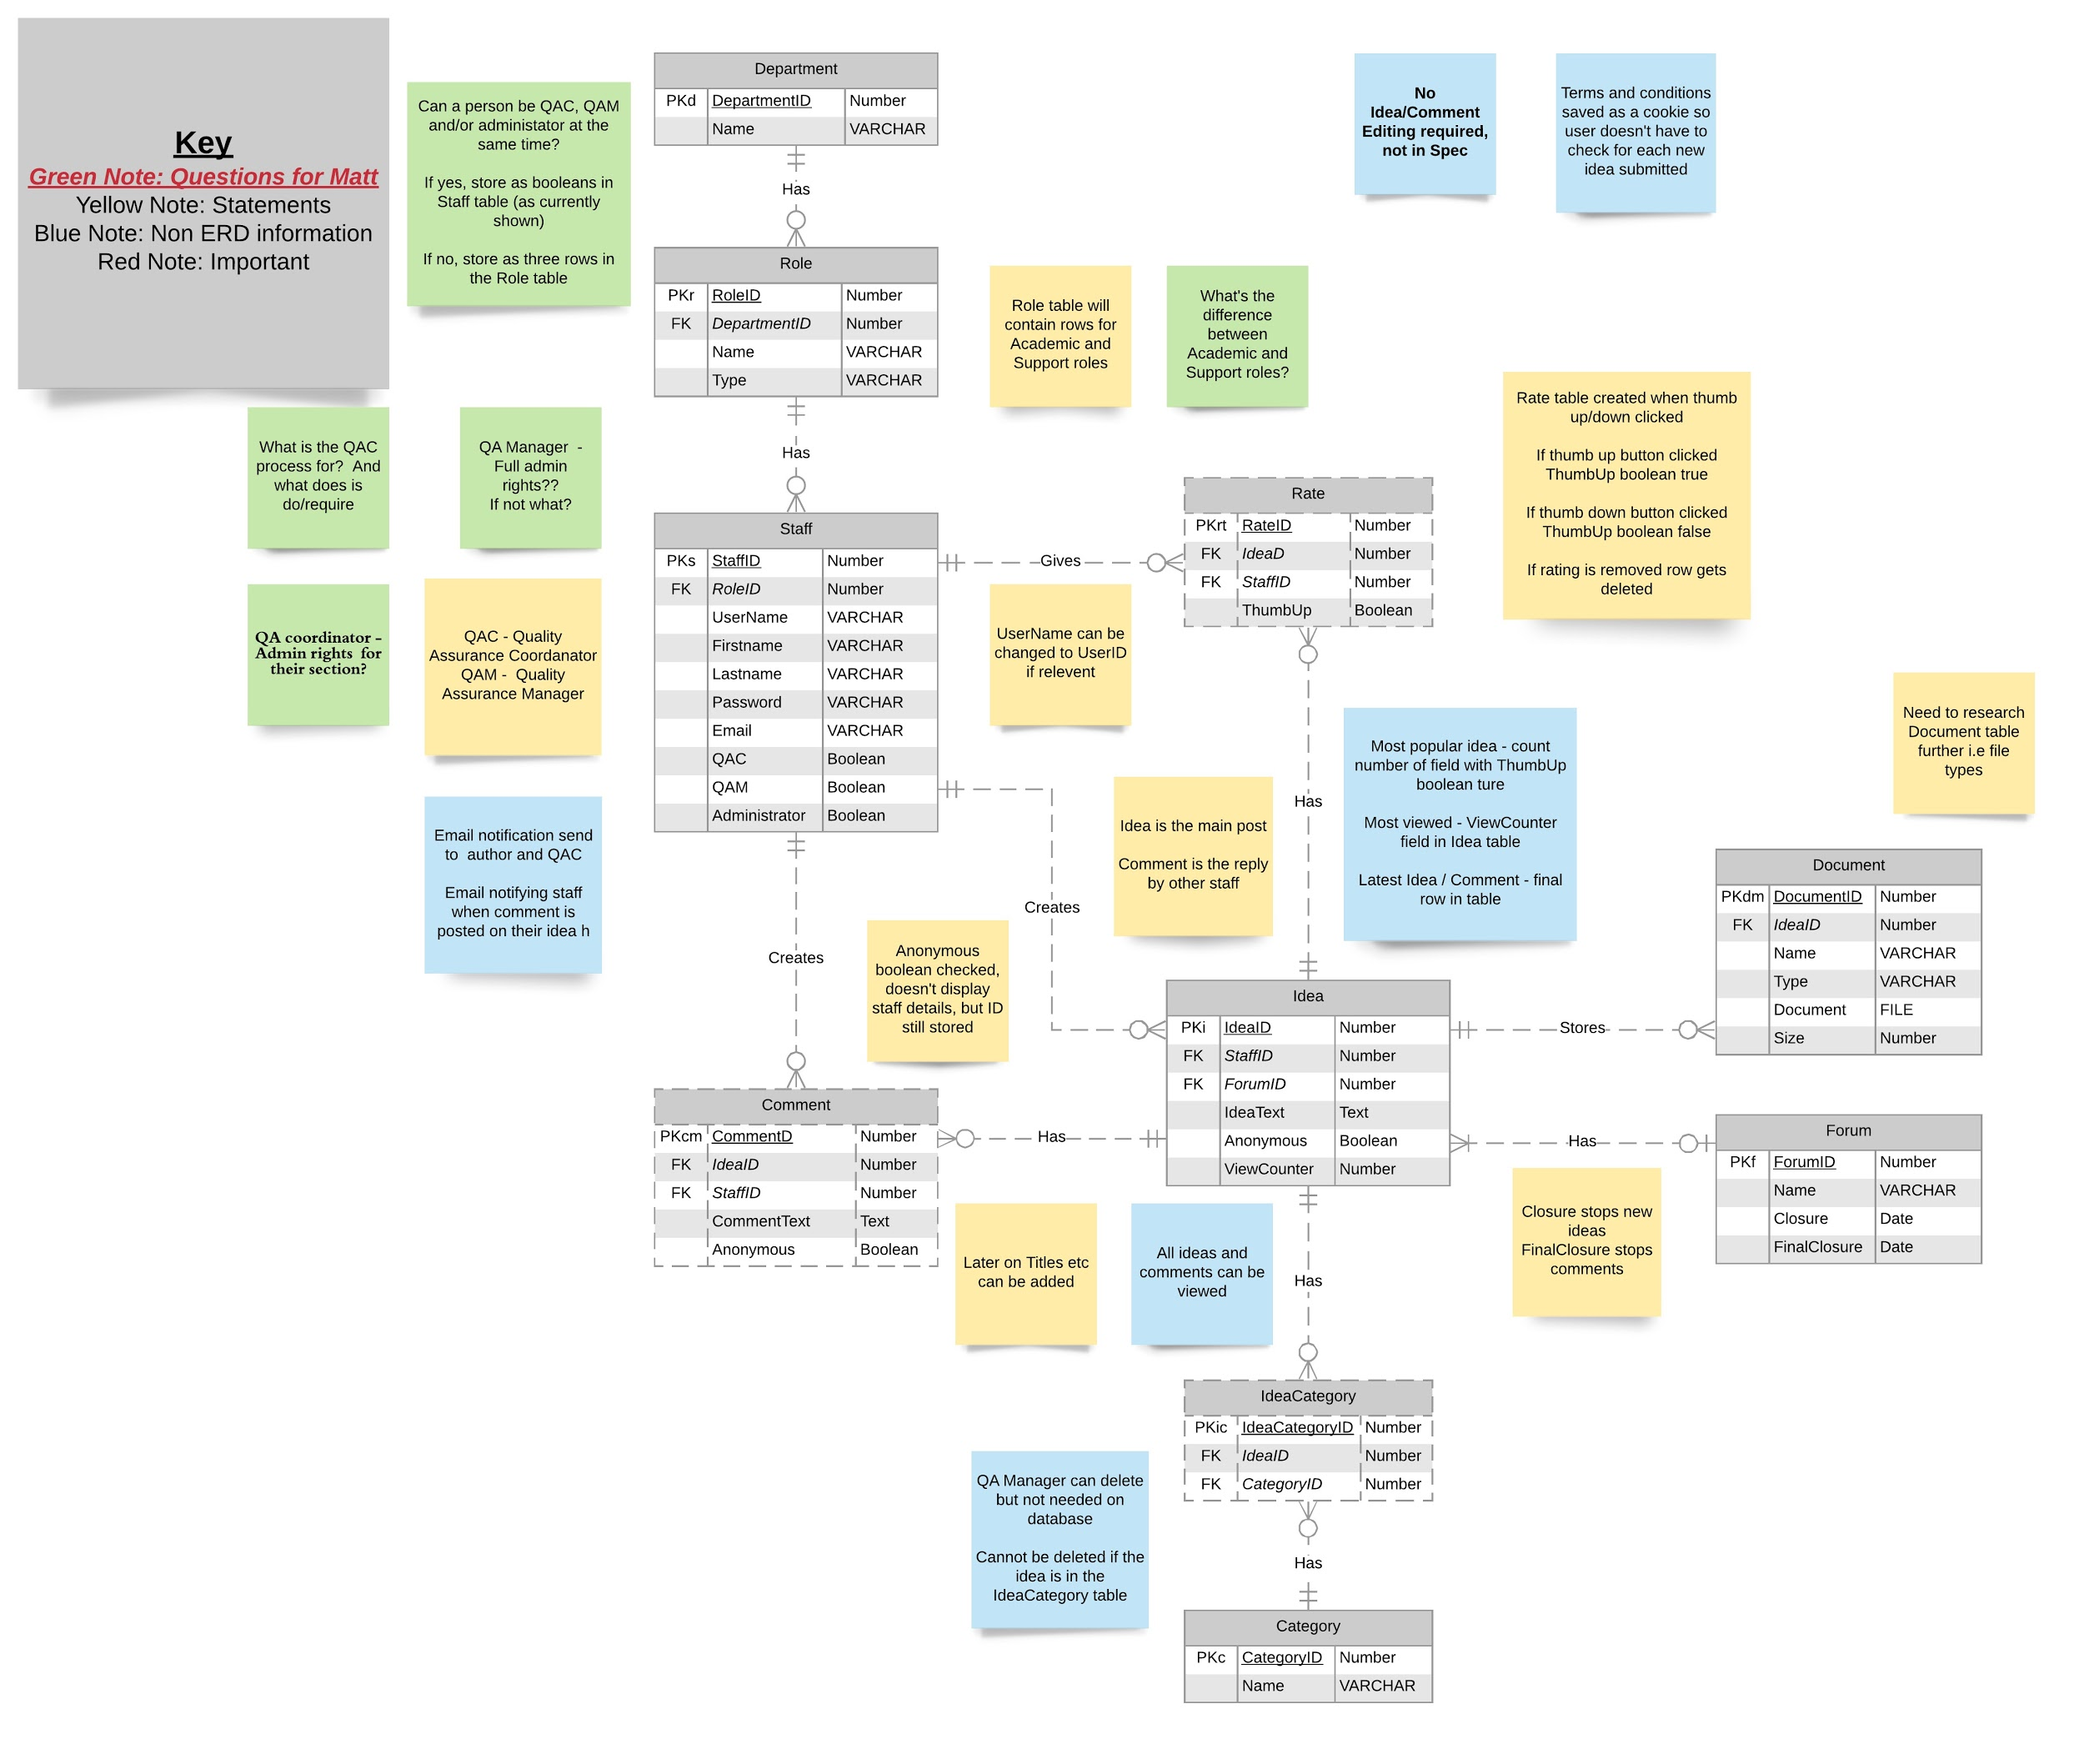 Key
Green Note: Questions for Matt
Yellow Note: Statements
Blue Note: Non ERD information
Red Note: Important
Can a person be QAC, QAM
and/or administator at the
same time?
If yes, store as booleans in
Staff table (as currently
shown)
If no, store as three rows in
the Role table
Department
PKd DepartmentID Number
Name VARCHAR
Has
No
Idea/Comment
Editing required,
not in Spec
Terms and conditions
saved as a cookie so
user doesn't have to
check for each new
idea submitted
Role
PKr RoleID Number
FK DepartmentID Number
Name VARCHAR
Type VARCHAR
Has
Role table will
contain rows for
Academic and
Support roles
What's the
difference
between
Academic and
Support roles?
Rate table created when thumb
up/down clicked
If thumb up button clicked
ThumbUp boolean true
If thumb down button clicked
ThumbUp boolean false
If rating is removed row gets
deleted
What is the QAC
process for? And
what does is
do/require
QA Manager -
Full admin
rights??
If not what?
QA coordinator -
Admin rights for
their section?
QAC - Quality
Assurance Coordanator
QAM - Quality
Assurance Manager
Email notification send
to author and QAC
Email notifying staff
when comment is
posted on their idea h
Staff
PKs StaffID Number
FK RoleID Number
UserName VARCHAR
Firstname VARCHAR
Lastname VARCHAR
Password VARCHAR
Email VARCHAR
QAC Boolean
QAM Boolean
Administrator Boolean
Gives
Rate
PKrt RateID Number
FK IdeaD Number
FK StaffID Number
ThumbUp Boolean
UserName can be
changed to UserID
if relevent
Has
Most popular idea - count
number of field with ThumbUp
boolean ture
Most viewed - ViewCounter
field in Idea table
Latest Idea / Comment - final
row in table
Need to research
Document table
further i.e file
types
Idea is the main post
Comment is the reply
by other staff
Creates
Creates
Anonymous
boolean checked,
doesn't display
staff details, but ID
still stored
Document
PKdm DocumentID Number
FK IdeaID Number
Name VARCHAR
Type VARCHAR
Document FILE
Size Number
Idea
PKi IdeaID Number
FK StaffID Number
FK ForumID Number
IdeaText Text
Anonymous Boolean
ViewCounter Number
Stores
Comment
PKcm CommentD Number
FK IdeaID Number
FK StaffID Number
CommentText Text
Anonymous Boolean
Has
Has
Forum
PKf ForumID Number
Name VARCHAR
Closure Date
FinalClosure Date
Closure stops new
ideas
FinalClosure stops
comments
Later on Titles etc
can be added
All ideas and
comments can be
viewed
Has
IdeaCategory
PKic IdeaCategoryID Number
FK IdeaID Number
FK CategoryID Number
QA Manager can delete
but not needed on
database
Cannot be deleted if the
idea is in the
IdeaCategory table
Has
Category
PKc CategoryID Number
Name VARCHAR